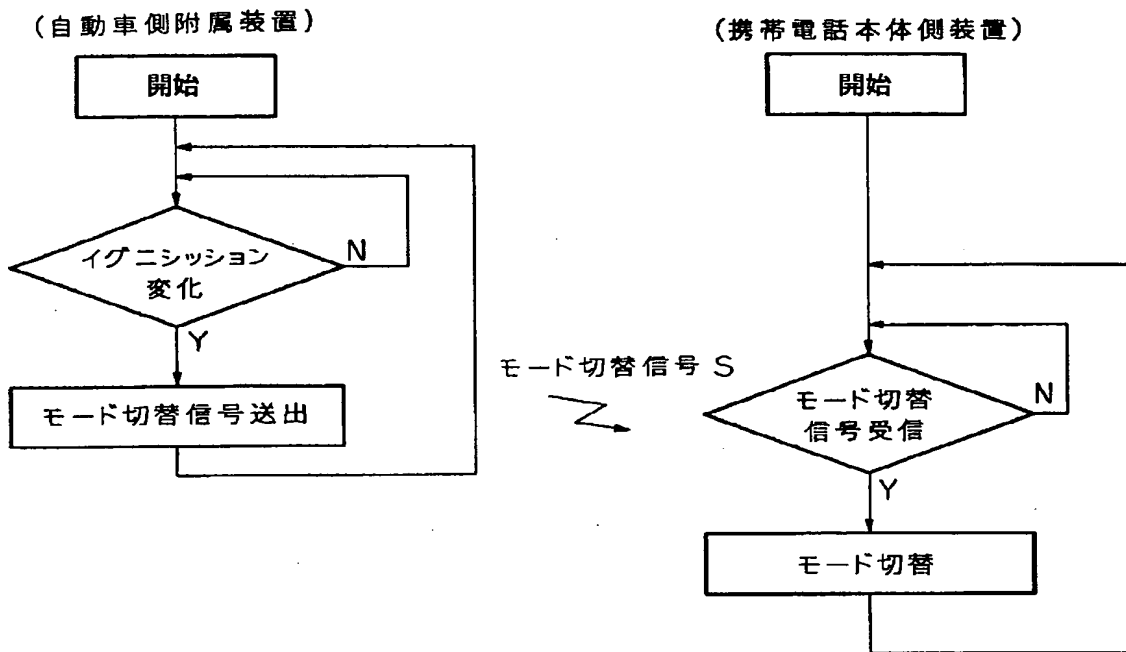 (自動車側附属装置)
開始
イグニシッション
変化
N
Y
モード切替信号送出
モード切替信号 S
(携帯電話本体側装置)
開始
モード切替
信号受信
N
Y
モード切替